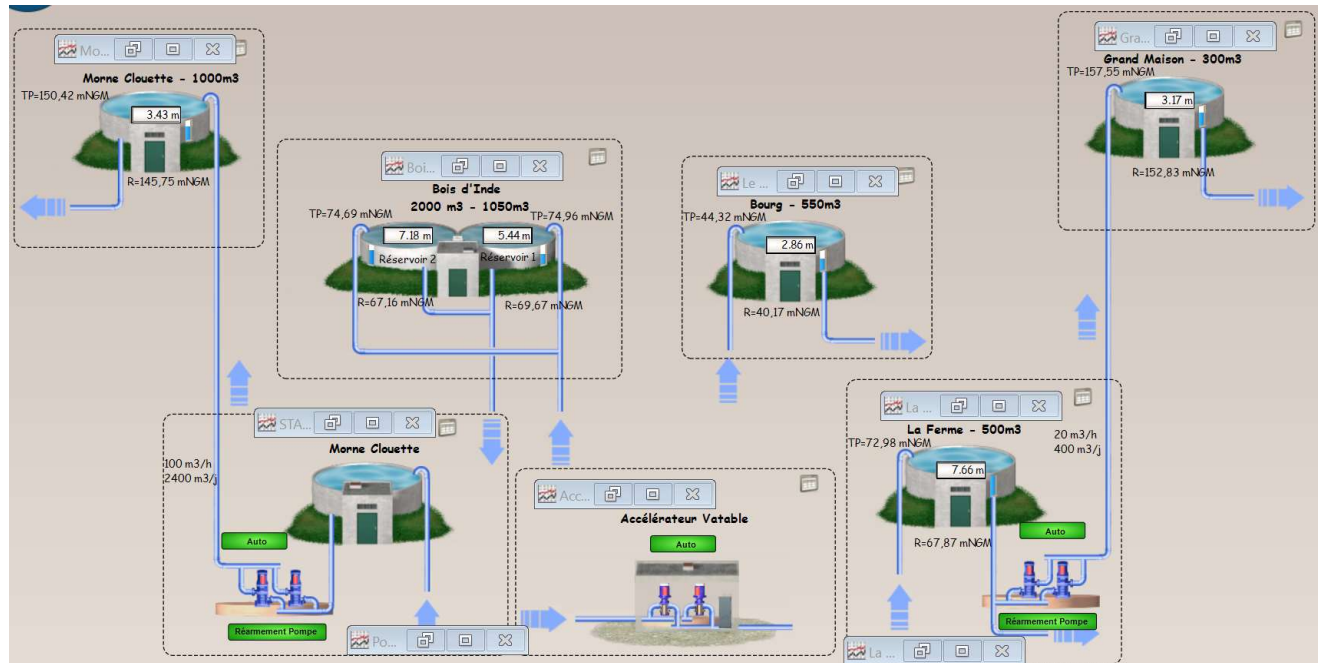 Mo...
Morne Clouette - 1000m3
TP=150,42 mNGM
3.43 m
R=145,75 mNGM
Boi...
Bois d'Inde
2000 m3 - 1050m3
TP=74,69 mNGM
TP=74,96 mNGM
7.18 m
5.44 m
Réservoir 2
Réservoir 1
R=67,16 mNGM
R=69,67 mNGM
Le ...
Bourg - 550m3
TP=44,32 mNGM
2.86 m
R=40,17 mNGM
Gra...
Grand Maison - 300m3
TP=157,55 mNGM
3.17 m
R=152,83 mNGM
STA...
Morne Clouette
100 m3/h
2400 m3/j
Auto
Réarmement Pompe
Po...
Acc...
Accélérateur Vatable
Auto
La ...
La Ferme - 500m3
TP=72,98 mNGM
20 m3/h
400 m3/j
7.66 m
R=67,87 mNGM
Auto
Réarmement Pompe
La ...